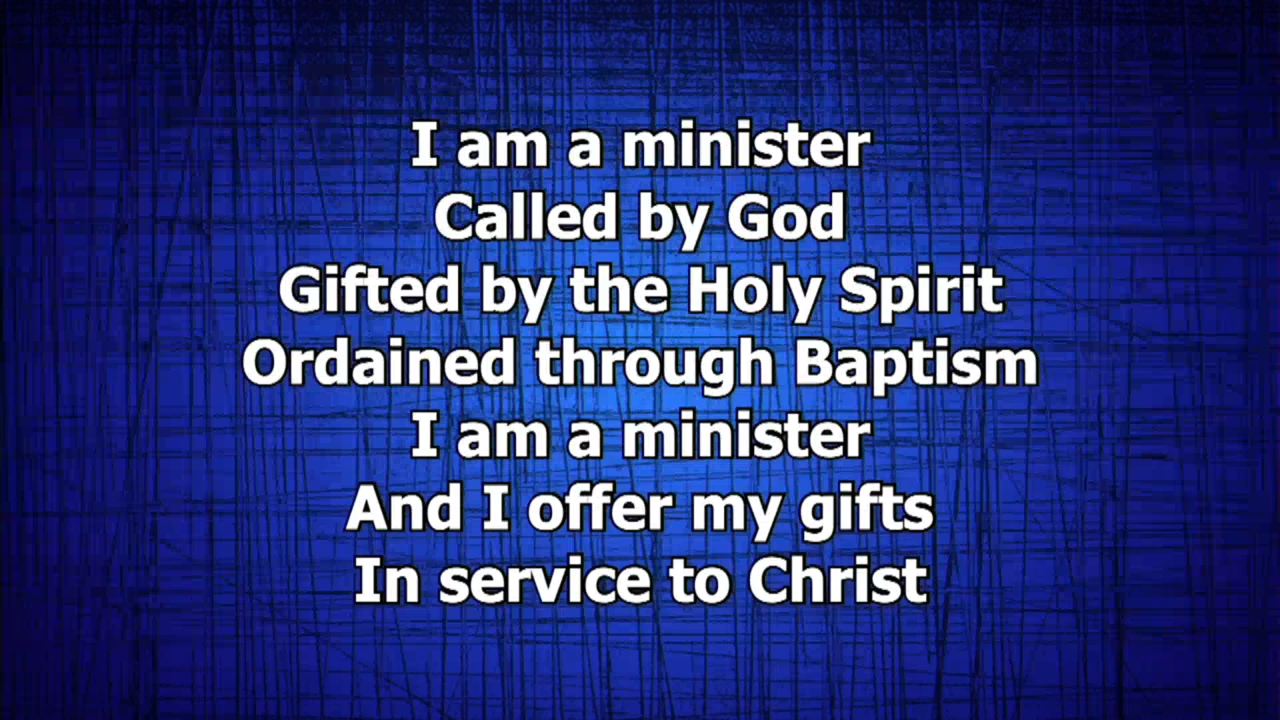 I am a minister
Called by God
Gifted by the Holy Spirit
Ordained through Baptism
I am a minister
And I offer my gifts
In service to Christ